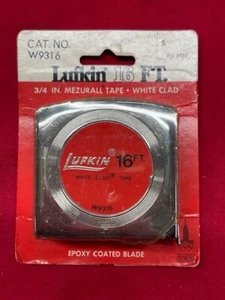 CAT. NO.
W9316
$
Lufkin 16 FT.
3/4 IN. MEZURALL TAPE • WHITE CLAD
LUFKIN ® 16 FT.
WHITE CLAD ® TAPE
W9316
EPOXY COATED BLADE